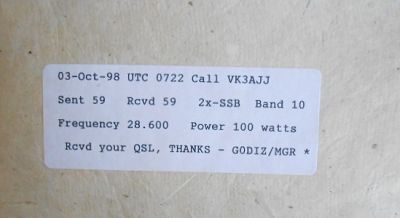 03-Oct-98 UTC 0722 Call VK3AJJ
Sent 59 Rcvd 59 2x-SSB Band 10
Frequency 28.600 Power 100 watts
Rcvd your QSL, THANKS - G0DIZ/MGR *